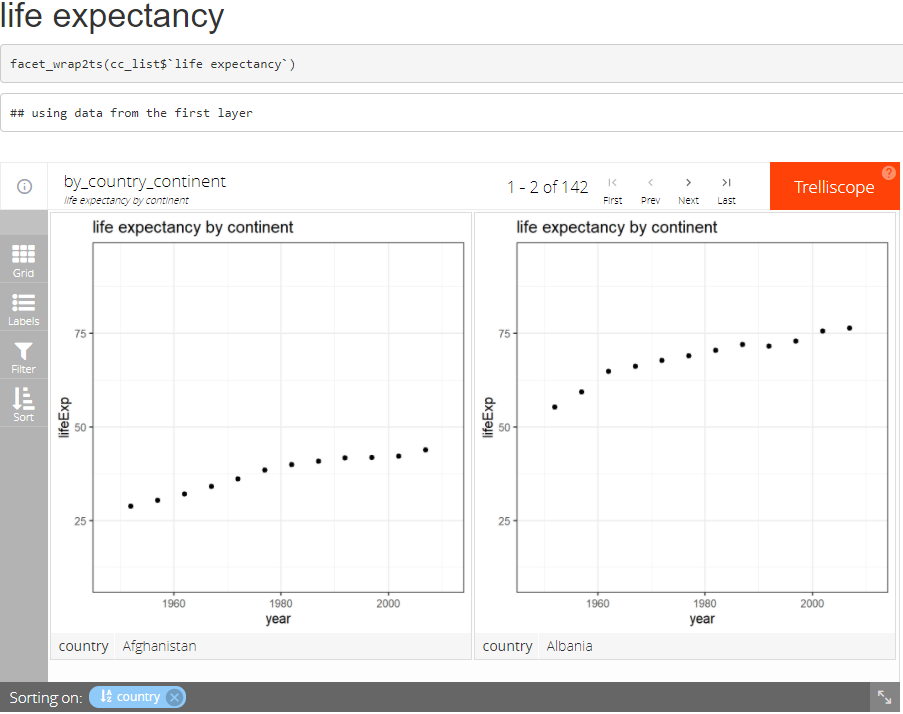 life expectancy
facet_wrap2ts(cc_list$`life expectancy`)
## using data from the first layer
by_country_continent
life expectancy by continent
1 - 2 of 142
First Prev Next Last
Trelliscope
?
Grid
Labels
Filter
Sort
life expectancy by continent
75
50
25
lifeExp
1960 1980 2000
year
country Afghanistan
life expectancy by continent
75
50
25
lifeExp
1960 1980 2000
year
country Albania
Sorting on: country